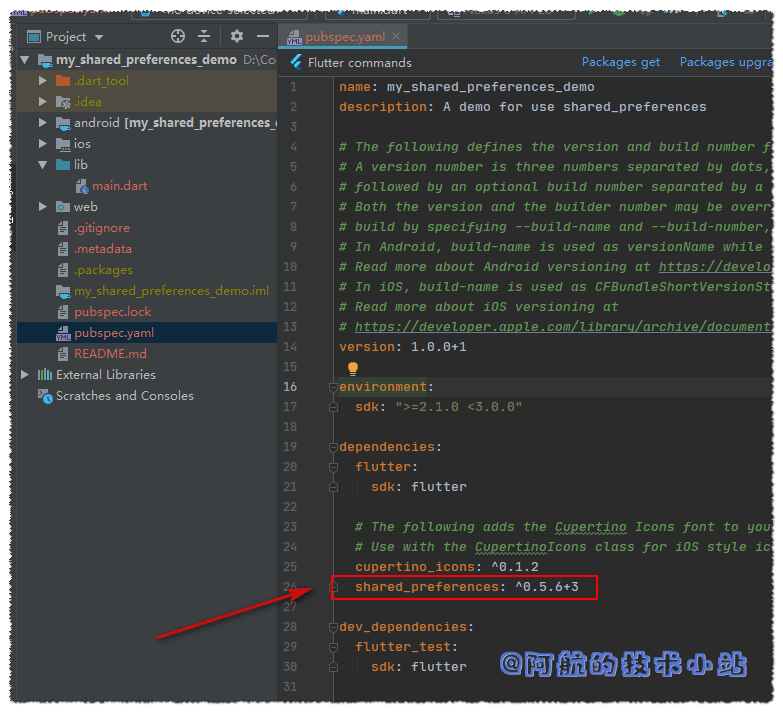 Project
my_shared_preferences_demo D:\Co
.dart_tool
.idea
android [my_shared_preferences_
ios
lib
main.dart
web
.gitignore
.metadata
.packages
my_shared_preferences_demo.iml
pubspec.lock
pubspec.yaml
README.md
External Libraries
Scratches and Consoles
pubspec.yaml
Flutter commands
Packages get
Packages upgra
1 name: my_shared_preferences_demo
2 description: A demo for use shared_preferences
3
4 # The following defines the version and build number f
5 # A version number is three numbers separated by dots,
6 # followed by an optional build number separated by a
7 # Both the version and the builder number may be overr
8 # build by specifying --build-name and --build-number,
9 # In Android, build-name is used as versionName while
10 # Read more about Android versioning at https://develo
11 # In iOS, build-name is used as CFBundleShortVersionSt
12 # Read more about iOS versioning at
13 # https://developer.apple.com/library/archive/document
14 version: 1.0.0+1
15
16 environment:
17 sdk: ">=2.1.0 <3.0.0"
18
19 dependencies:
20 flutter:
21 sdk: flutter
22
23 # The following adds the Cupertino Icons font to you
24 # Use with the CupertinoIcons class for iOS style ic
25 cupertino_icons: ^0.1.2
26 shared_preferences: ^0.5.6+3
27
28 dev_dependencies:
29 flutter_test:
30 sdk: flutter
31
@阿航的技术小站